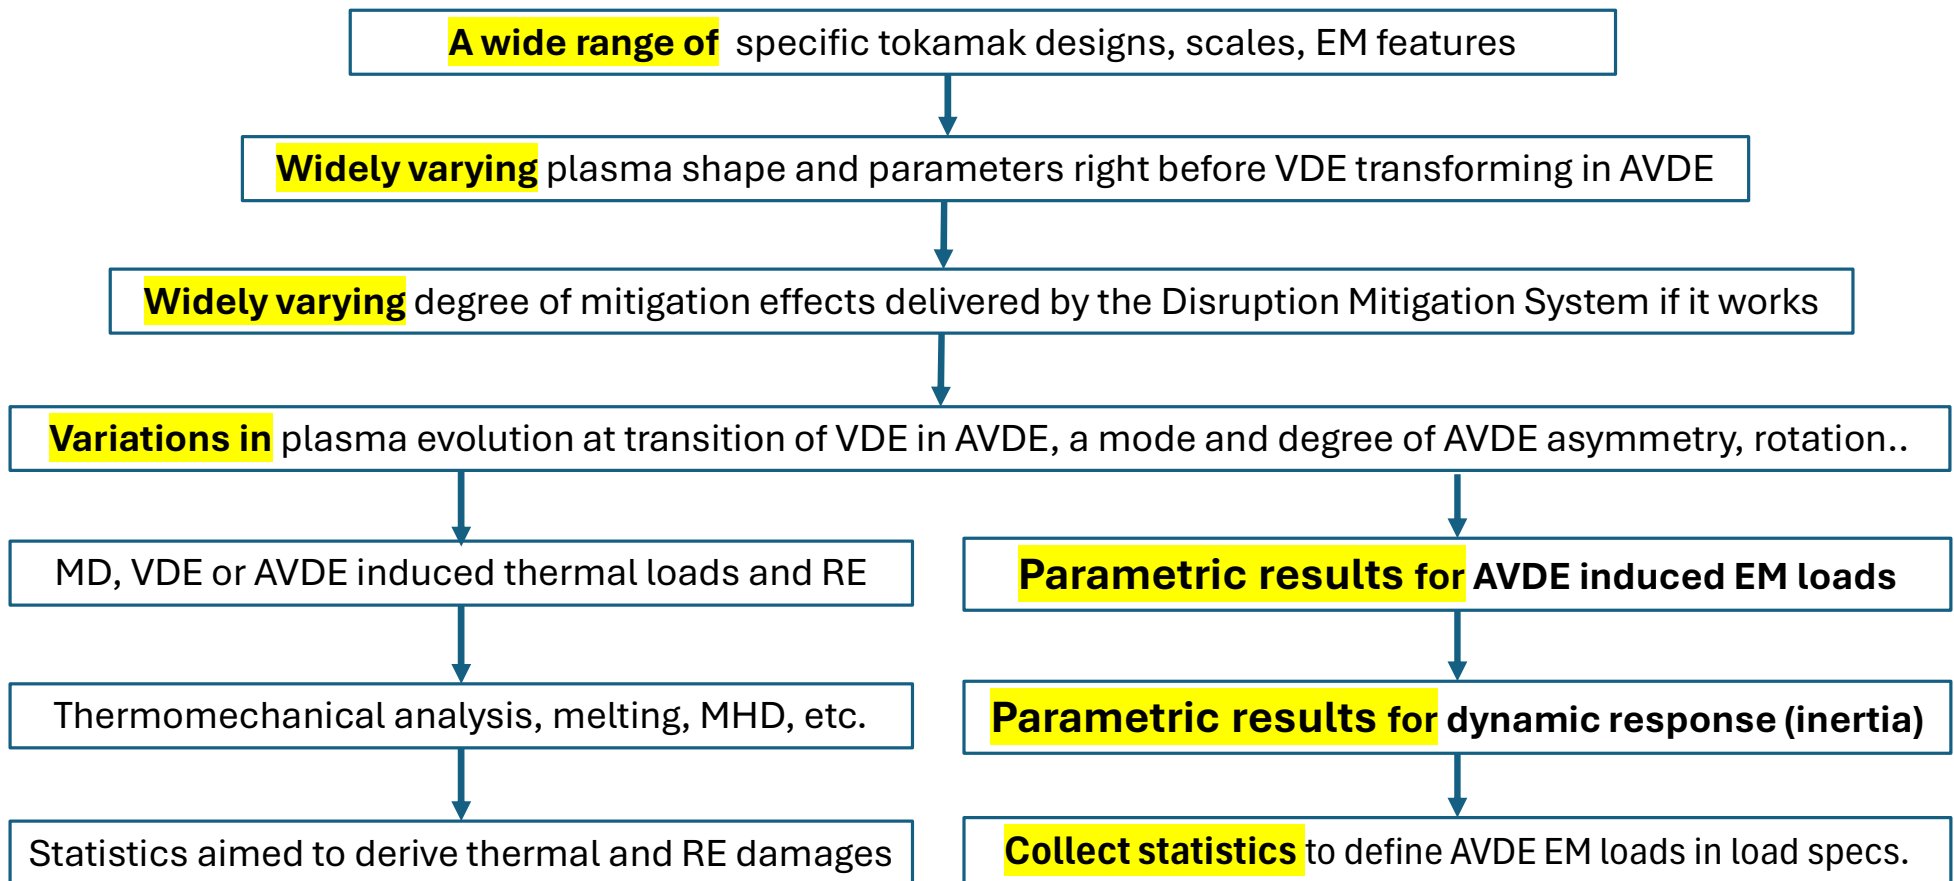 A wide range of specific tokamak designs, scales, EM features
Widely varying plasma shape and parameters right before VDE transforming in AVDE
Widely varying degree of mitigation effects delivered by the Disruption Mitigation System if it works
Variations in plasma evolution at transition of VDE in AVDE, a mode and degree of AVDE asymmetry, rotation..
MD, VDE or AVDE induced thermal loads and RE
Thermomechanical analysis, melting, MHD, etc.
Statistics aimed to derive thermal and RE damages
Parametric results for AVDE induced EM loads
Parametric results for dynamic response (inertia)
Collect statistics to define AVDE EM loads in load specs.